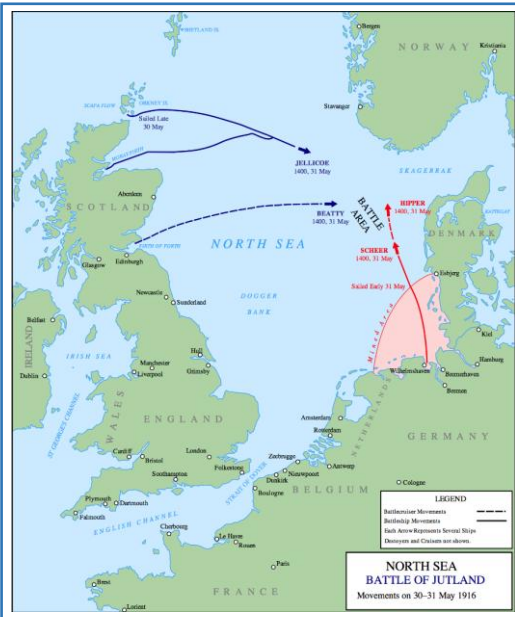 SHETLAND IS.
Bergen
NORWAY
Kristiania
ORKNEY IS.
SCAPA FLOW
Sailed Late
30 May
Stavanger
MORAY FIRTH
JELLICOE
1400, 31 May
SKAGERRAK
Aberdeen
SCOTLAND
HIPPER
1400, 31 May
BEATTY
1400, 31 May
BATTLE
AREA
KATTEGAT
NORTH SEA
DENMARK
FIRTH OF FORTH
SCHEER
1400, 31 May
Edinburgh
Glasgow
Esbjerg
Sailed Early 31 May
DOGGER
BANK
Newcastle
Sunderland
Mined Area
Belfast
Kiel
IRELAND
IRISH SEA
Hull
Hamburg
Manchester
Liverpool
Grimsby
Wilhelmshaven
Bremerhaven
Dublin
Bremen
ST GEORGE'S CHANNEL
WALES
ENGLAND
Amsterdam
NETHERLANDS
Rotterdam
GERMANY
Cardiff
Bristol
London
Zeebrugge
Southampton
Folkestone
Nieuwpoort
Antwerp
Dunkirk
STRAIT OF DOVER
BELGIUM
Cologne
Boulogne
Plymouth
Dartmouth
Falmouth
ENGLISH CHANNEL
Cherbourg
Le Havre
Rouen
Paris
Brest
FRANCE
Lorient
LEGEND
Battlecruiser Movements
Battleship Movements
Each Arrow Represents Several Ships
Destroyers and Cruisers not shown.
NORTH SEA
BATTLE OF JUTLAND
Movements on 30–31 May 1916